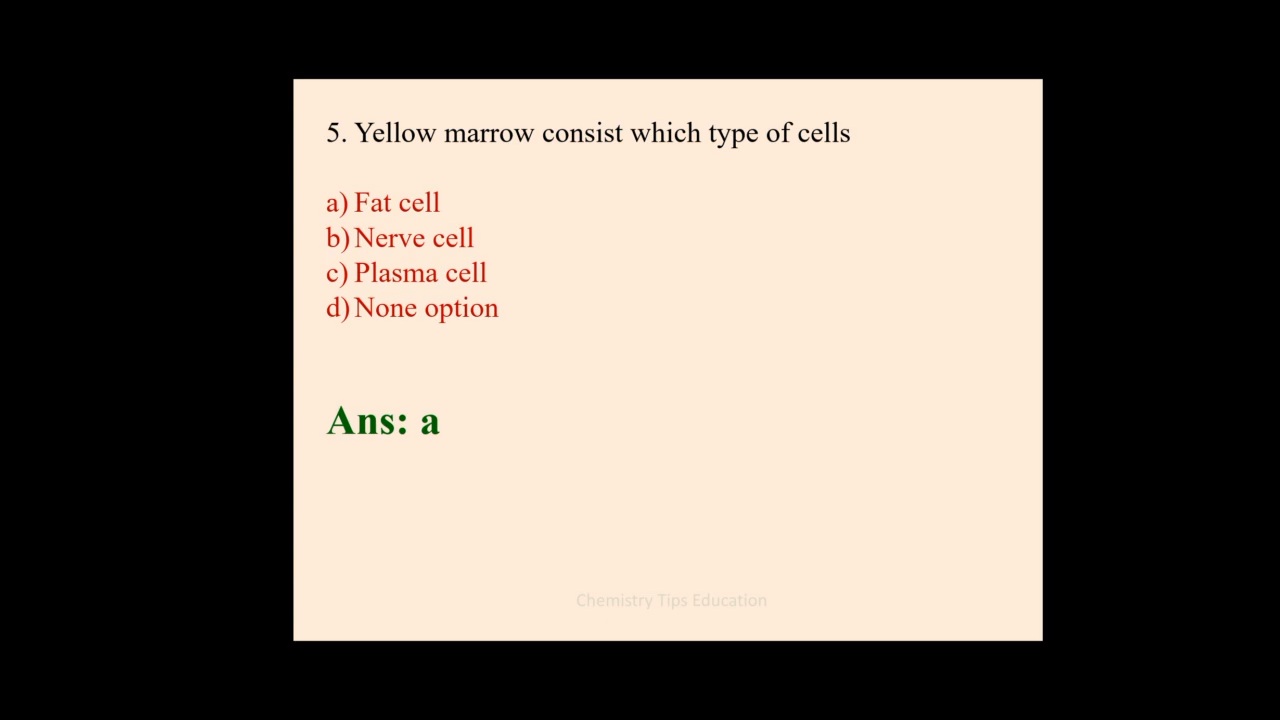 5. Yellow marrow consist which type of cells
a) Fat cell
b) Nerve cell
c) Plasma cell
d) None option
Ans: a
Chemistry Tips Education